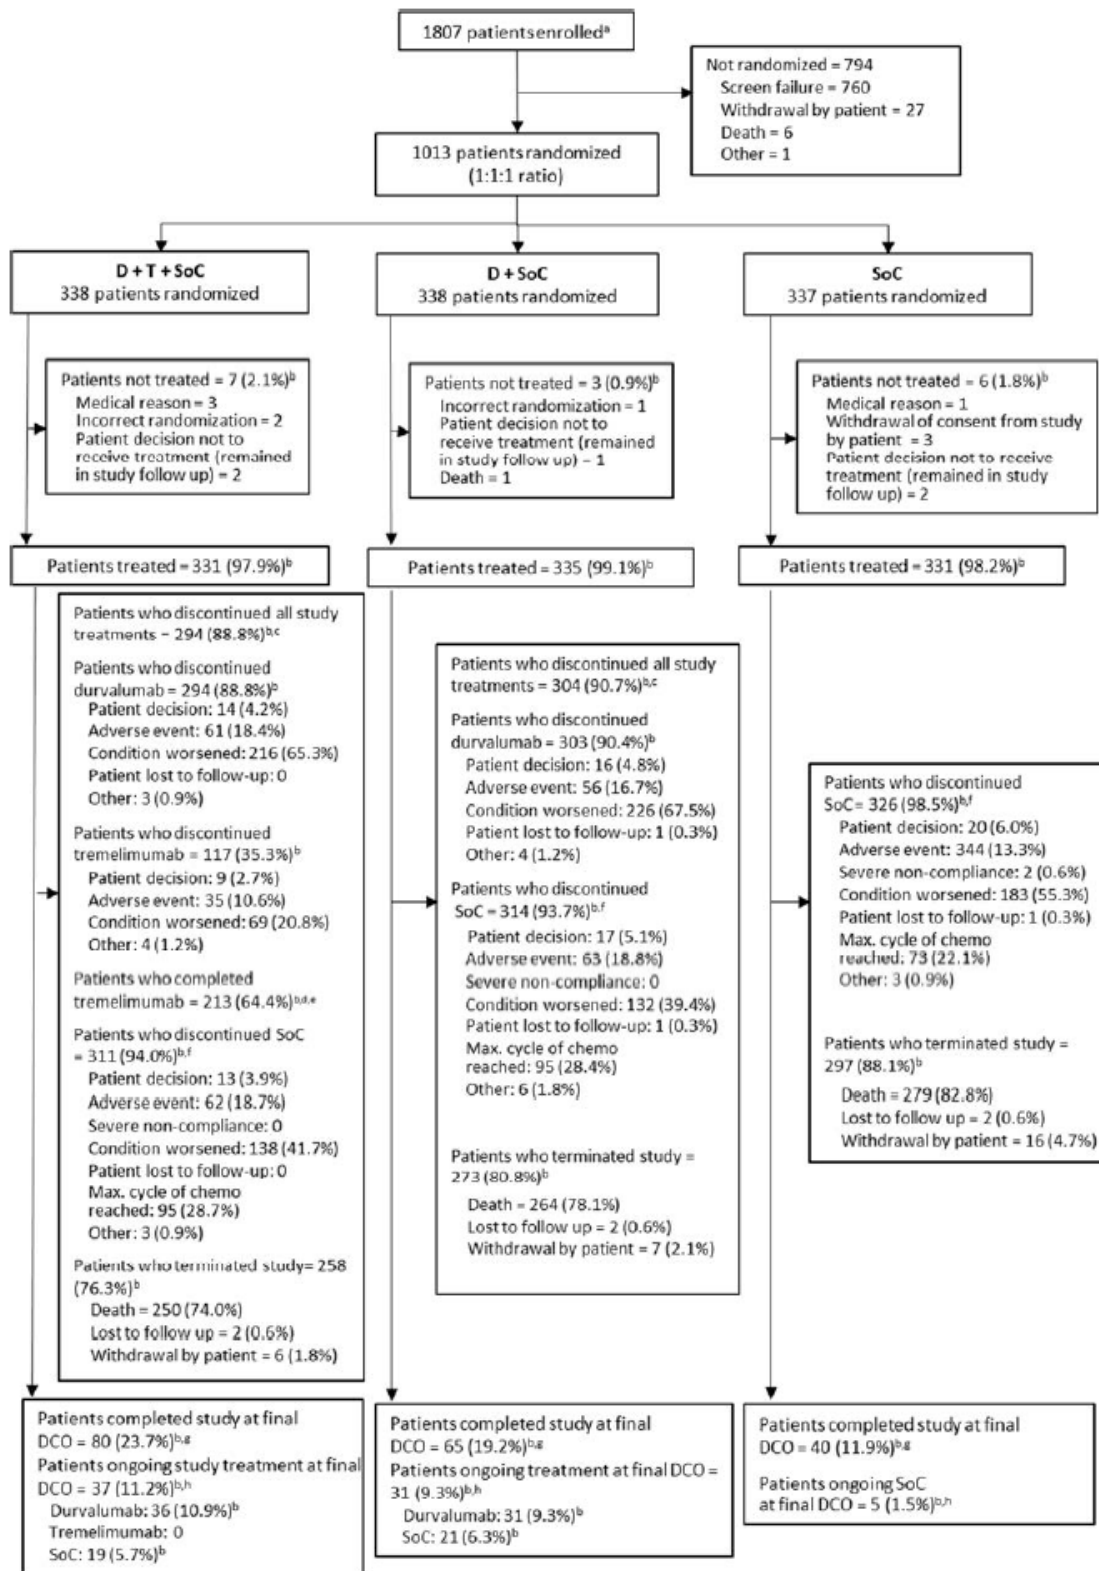 1807 patients enrolledᵃ
Not randomized = 794
Screen failure = 760
Withdrawal by patient = 27
Death = 6
Other = 1
1013 patients randomized
(1:1:1 ratio)
D + T + SoC
338 patients randomized
D + SoC
338 patients randomized
SoC
337 patients randomized
Patients not treated = 7 (2.1%)ᵇ
Medical reason = 3
Incorrect randomization = 2
Patient decision not to
receive treatment (remained
in study follow up) = 2
Patients not treated = 3 (0.9%)ᵇ
Incorrect randomization = 1
Patient decision not to
receive treatment (remained
in study follow up) = 1
Death = 1
Patients not treated = 6 (1.8%)ᵇ
Medical reason = 1
Withdrawal of consent from study
by patient = 3
Patient decision not to receive
treatment (remained in study
follow up) = 2
Patients treated = 331 (97.9%)ᵇ
Patients treated = 335 (99.1%)ᵇ
Patients treated = 331 (98.2%)ᵇ
Patients who discontinued all study
treatments = 294 (88.8%)ᵇ,ᶜ
Patients who discontinued
durvalumab = 294 (88.8%)ᵇ
Patient decision: 14 (4.2%)
Adverse event: 61 (18.4%)
Condition worsened: 216 (65.3%)
Patient lost to follow-up: 0
Other: 3 (0.9%)
Patients who discontinued
tremelimumab = 117 (35.3%)ᵇ
Patient decision: 9 (2.7%)
Adverse event: 35 (10.6%)
Condition worsened: 69 (20.8%)
Other: 4 (1.2%)
Patients who completed
tremelimumab = 213 (64.4%)ᵇ,ᵈ,ᵉ
Patients who discontinued SoC
= 311 (94.0%)ᵇ,ᶠ
Patient decision: 13 (3.9%)
Adverse event: 62 (18.7%)
Severe non-compliance: 0
Condition worsened: 138 (41.7%)
Patient lost to follow-up: 0
Max. cycle of chemo
reached: 95 (28.7%)
Other: 3 (0.9%)
Patients who terminated study= 258
(76.3%)ᵇ
Death = 250 (74.0%)
Lost to follow up = 2 (0.6%)
Withdrawal by patient = 6 (1.8%)
Patients who discontinued all study
treatments = 304 (90.7%)ᵇ,ᶜ
Patients who discontinued
durvalumab = 303 (90.4%)ᵇ
Patient decision: 16 (4.8%)
Adverse event: 56 (16.7%)
Condition worsened: 226 (67.5%)
Patient lost to follow-up: 1 (0.3%)
Other: 4 (1.2%)
Patients who discontinued
SoC = 314 (93.7%)ᵇ,ᶠ
Patient decision: 17 (5.1%)
Adverse event: 63 (18.8%)
Severe non-compliance: 0
Condition worsened: 132 (39.4%)
Patient lost to follow-up: 1 (0.3%)
Max. cycle of chemo
reached: 95 (28.4%)
Other: 6 (1.8%)
Patients who terminated study =
273 (80.8%)ᵇ
Death = 264 (78.1%)
Lost to follow up = 2 (0.6%)
Withdrawal by patient = 7 (2.1%)
Patients who discontinued
SoC = 326 (98.5%)ᵇ,ᶠ
Patient decision: 20 (6.0%)
Adverse event: 344 (13.3%)
Severe non-compliance: 2 (0.6%)
Condition worsened: 183 (55.3%)
Patient lost to follow-up: 1 (0.3%)
Max. cycle of chemo
reached: 73 (22.1%)
Other: 3 (0.9%)
Patients who terminated study =
297 (88.1%)ᵇ
Death = 279 (82.8%)
Lost to follow up = 2 (0.6%)
Withdrawal by patient = 16 (4.7%)
Patients completed study at final
DCO = 80 (23.7%)ᵇ,ᵍ
Patients ongoing study treatment at final
DCO = 37 (11.2%)ᵇ,ʰ
Durvalumab: 36 (10.9%)ᵇ
Tremelimumab: 0
SoC: 19 (5.7%)ᵇ
Patients completed study at final
DCO = 65 (19.2%)ᵇ,ᵍ
Patients ongoing treatment at final DCO =
31 (9.3%)ᵇ,ʰ
Durvalumab: 31 (9.3%)ᵇ
SoC: 21 (6.3%)ᵇ
Patients completed study at final
DCO = 40 (11.9%)ᵇ,ᵍ
Patients ongoing SoC
at final DCO = 5 (1.5%)ᵇ,ʰ